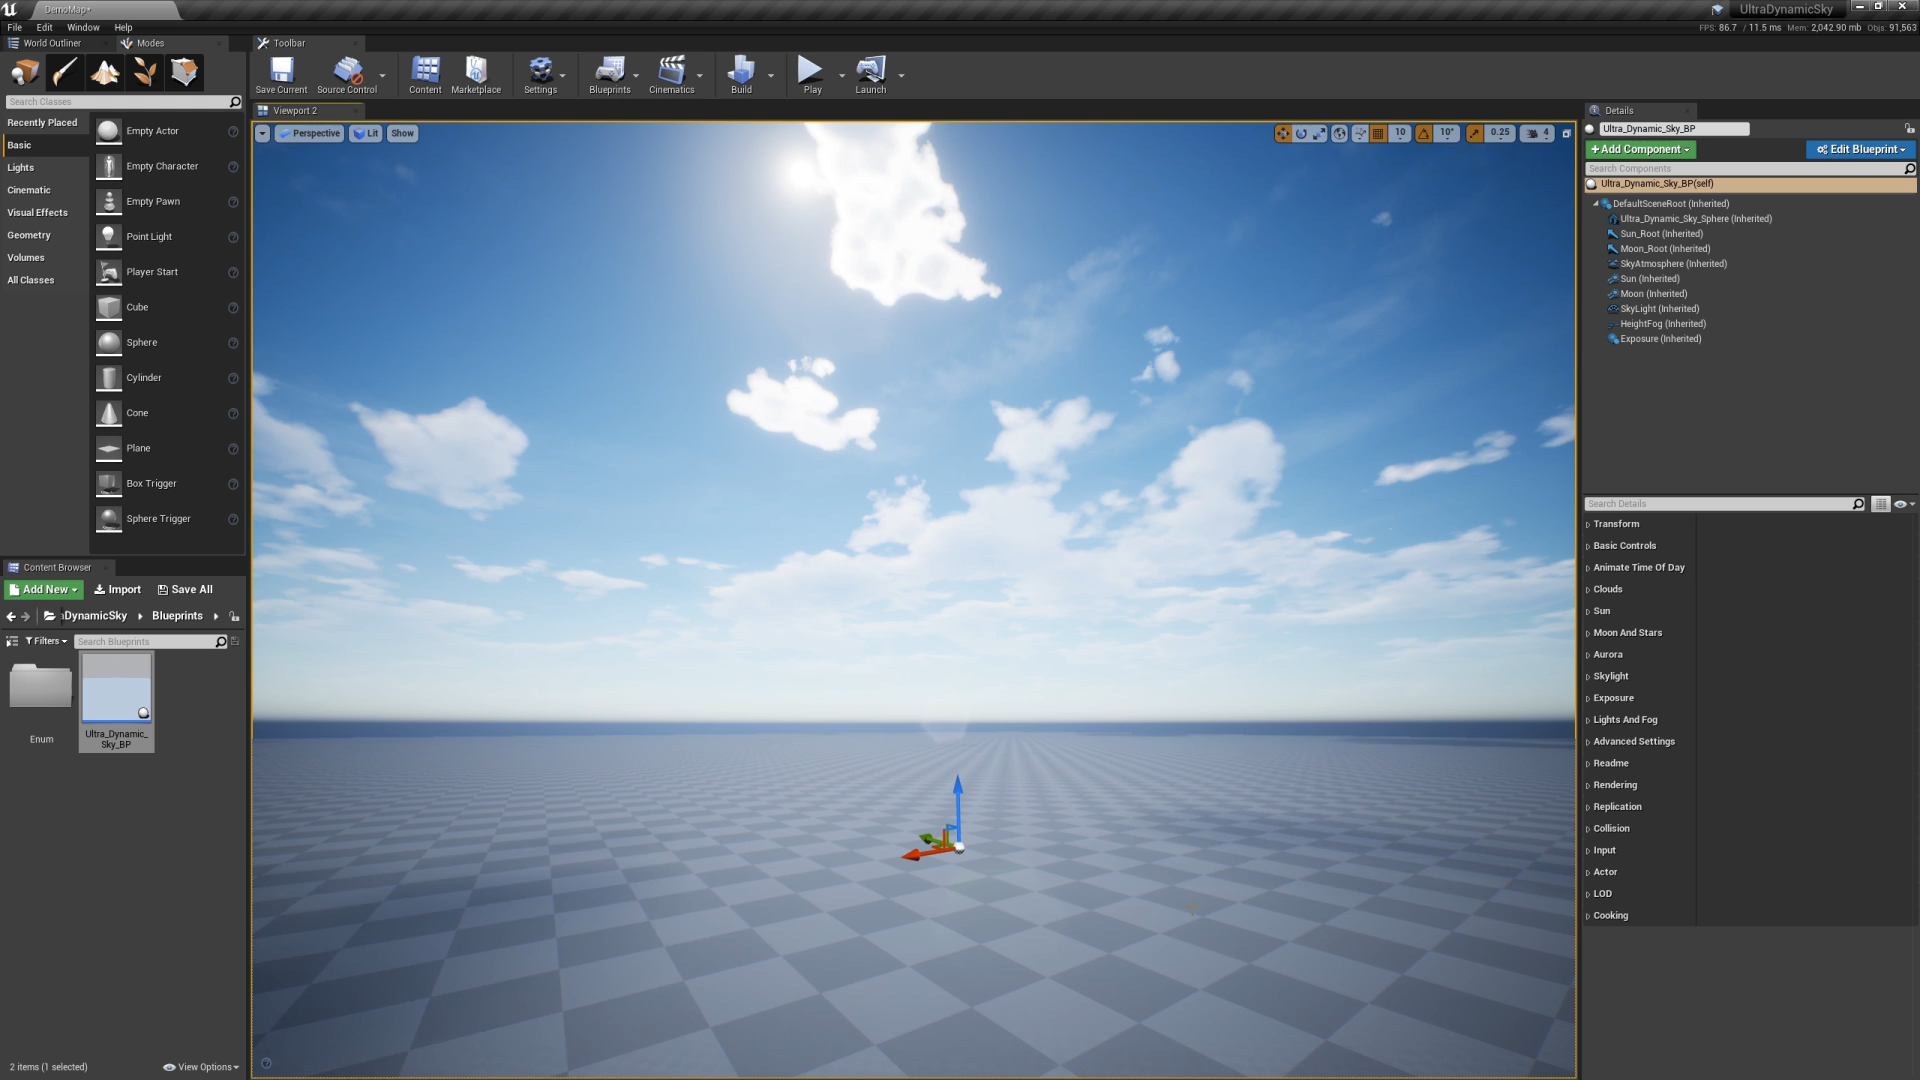 DemoMap*
UltraDynamicSky
File Edit Window Help
FPS: 86.7 / 11.5 ms Mem: 2,042.90 mb Objs: 91,563
World Outliner
Modes
Search Classes
Recently Placed
Basic
Lights
Cinematic
Visual Effects
Geometry
Volumes
All Classes
Empty Actor
Empty Character
Empty Pawn
Point Light
Player Start
Cube
Sphere
Cylinder
Cone
Plane
Box Trigger
Sphere Trigger
Content Browser
Add New
Import
Save All
DynamicSky
Blueprints
Filters
Search Blueprints
Enum
Ultra_Dynamic_
Sky_BP
2 items (1 selected)
View Options
Toolbar
Save Current
Source Control
Content
Marketplace
Settings
Blueprints
Cinematics
Build
Play
Launch
Viewport 2
Perspective
Lit
Show
10
10°
0.25
4
Details
Ultra_Dynamic_Sky_BP
+Add Component
Edit Blueprint
Search Components
Ultra_Dynamic_Sky_BP(self)
DefaultSceneRoot (Inherited)
Ultra_Dynamic_Sky_Sphere (Inherited)
Sun_Root (Inherited)
Moon_Root (Inherited)
SkyAtmosphere (Inherited)
Sun (Inherited)
Moon (Inherited)
SkyLight (Inherited)
HeightFog (Inherited)
Exposure (Inherited)
Search Details
Transform
Basic Controls
Animate Time Of Day
Clouds
Sun
Moon And Stars
Aurora
Skylight
Exposure
Lights And Fog
Advanced Settings
Readme
Rendering
Replication
Collision
Input
Actor
LOD
Cooking